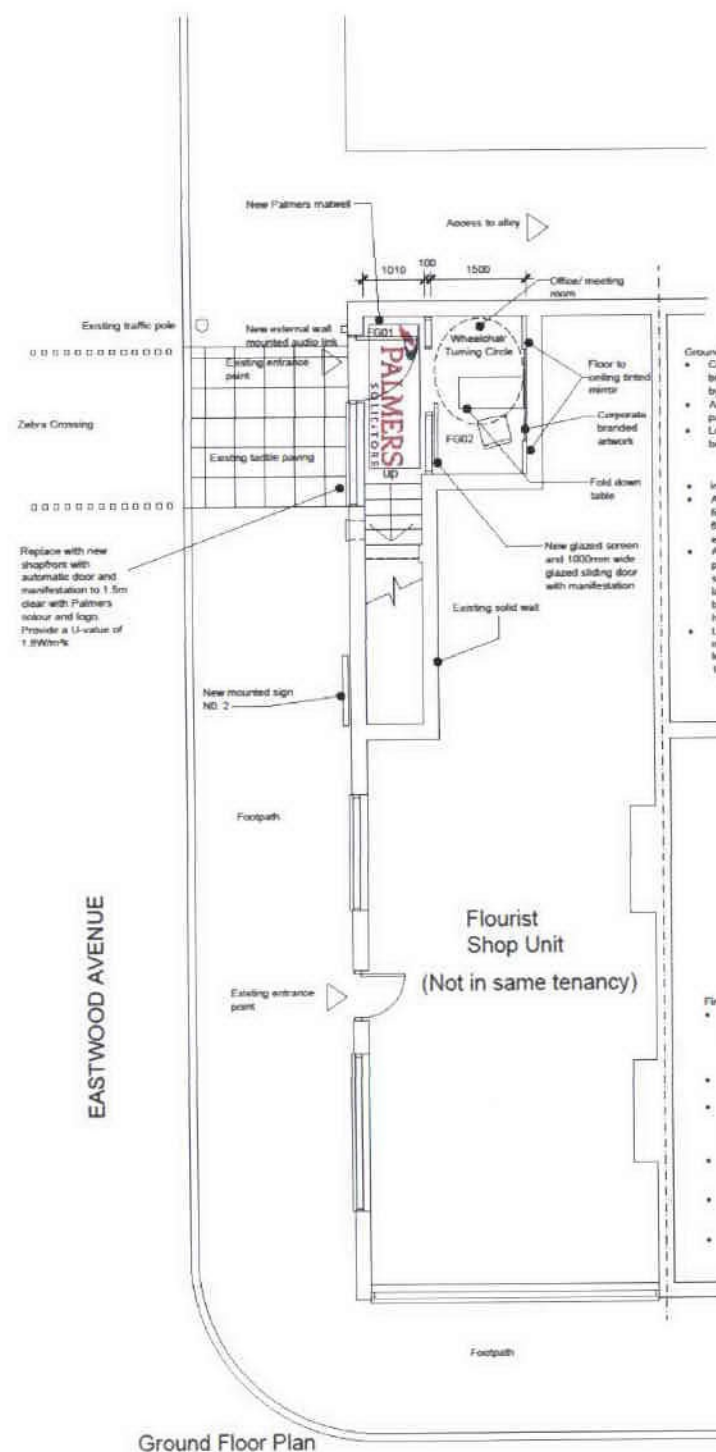 New Palmers matwell
Access to alley
1010
100
1500
Office/ meeting
room
Existing traffic pole
New external wall
mounted audio link
FG01
Wheelchair
Turning Circle
Existing entrance
point
PALMERS
SOLICITORS
Floor to
ceiling tinted
mirror
Zebra Crossing
Existing tactile paving
up
FG02
Corporate
branded
artwork
Fold down
table
Replace with new
shopfront with
automatic door and
manifestation to 1.5m
clear with Palmers
colour and logo.
Provide a U-value of
1.8W/m²k
New glazed screen
and 1000mm wide
glazed sliding door
with manifestation
Existing solid wall
New mounted sign
N0. 2
Footpath
EASTWOOD AVENUE
Flourist
Shop Unit
(Not in same tenancy)
Existing entrance
point
Footpath
Ground Floor Plan